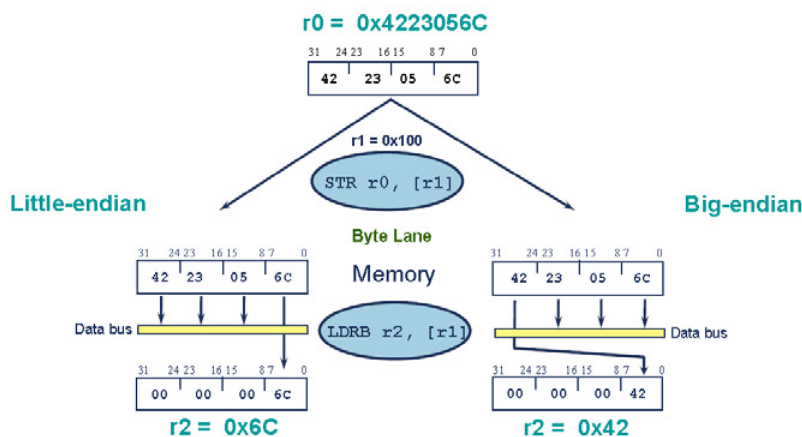 r0 = 0x4223056C
31 24 23 16 15 8 7 0
42 23 05 6C
r1 = 0x100
STR r0, [r1]
Little-endian
Big-endian
Byte Lane
31 24 23 16 15 8 7 0
Memory
31 24 23 16 15 8 7 0
42 23 05 6C
42 23 05 6C
Data bus
LDRB r2, [r1]
Data bus
31 24 23 16 15 8 7 0
31 24 23 16 15 8 7 0
00 00 00 6C
00 00 00 42
r2 = 0x6C
r2 = 0x42